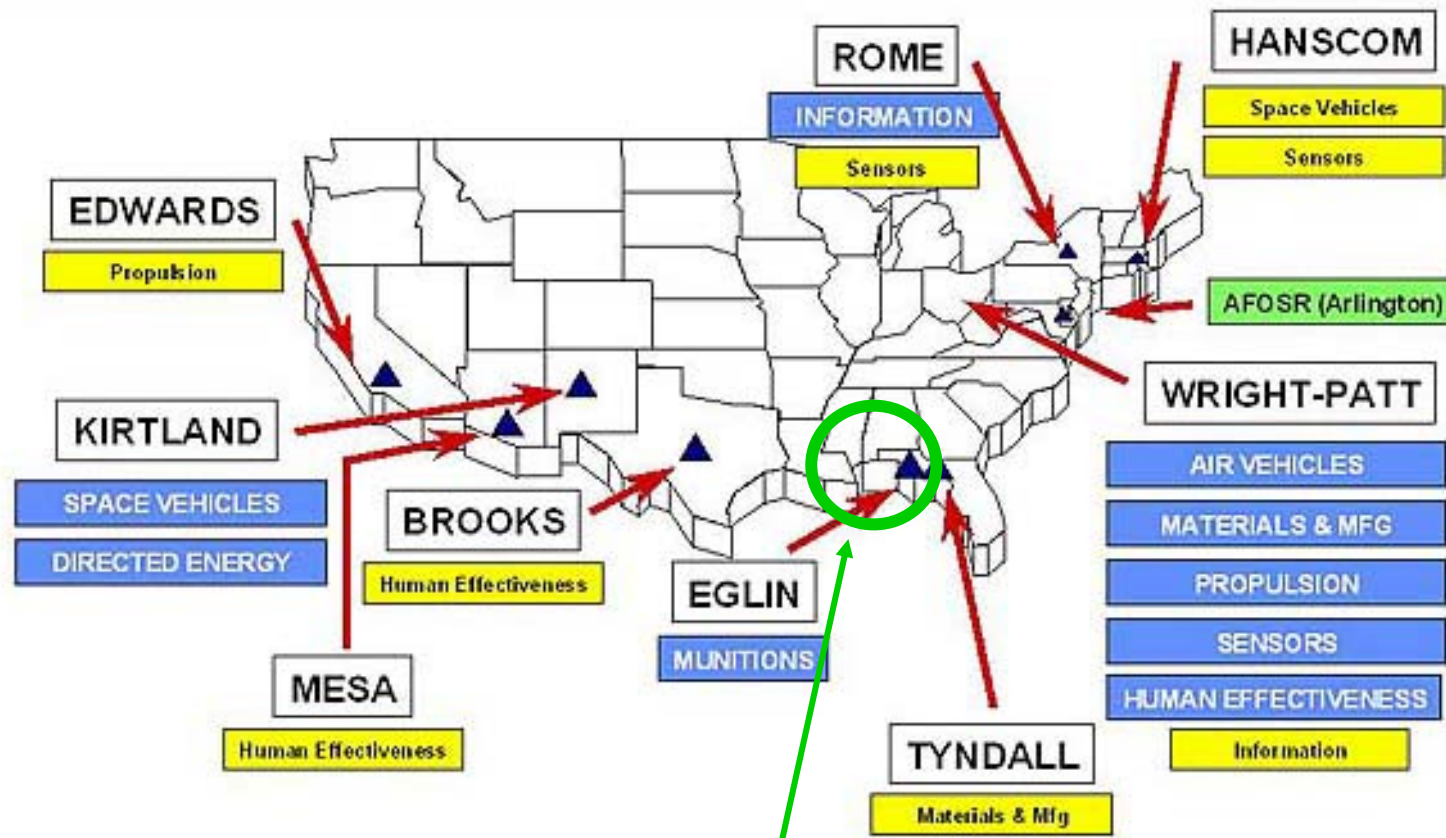 ROME
INFORMATION
Sensors
HANSCOM
Space Vehicles
Sensors
EDWARDS
Propulsion
AFOSR (Arlington)
KIRTLAND
SPACE VEHICLES
DIRECTED ENERGY
WRIGHT-PATT
AIR VEHICLES
MATERIALS & MFG
PROPULSION
SENSORS
HUMAN EFFECTIVENESS
Information
BROOKS
Human Effectiveness
EGLIN
MUNITIONS
MESA
Human Effectiveness
TYNDALL
Materials & Mfg